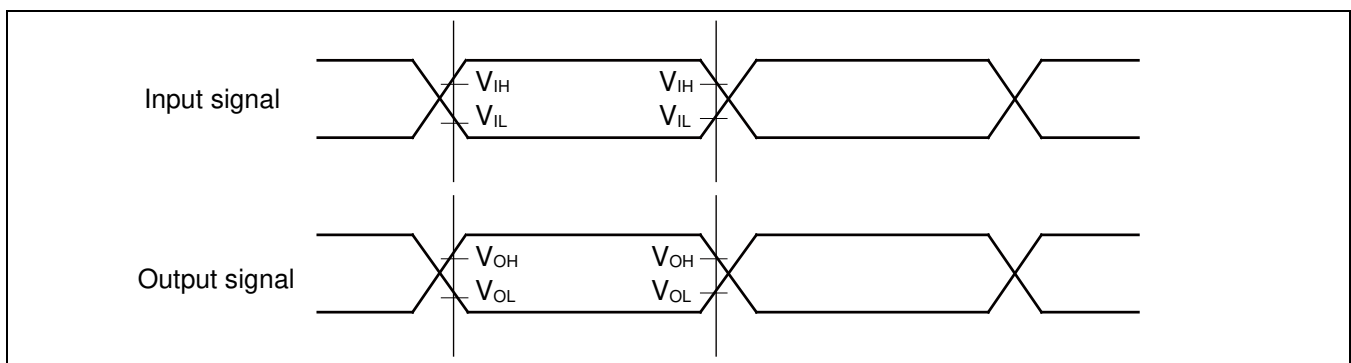 Input signal
VIH
VIL
VIH
VIL
Output signal
VOH
VOL
VOH
VOL